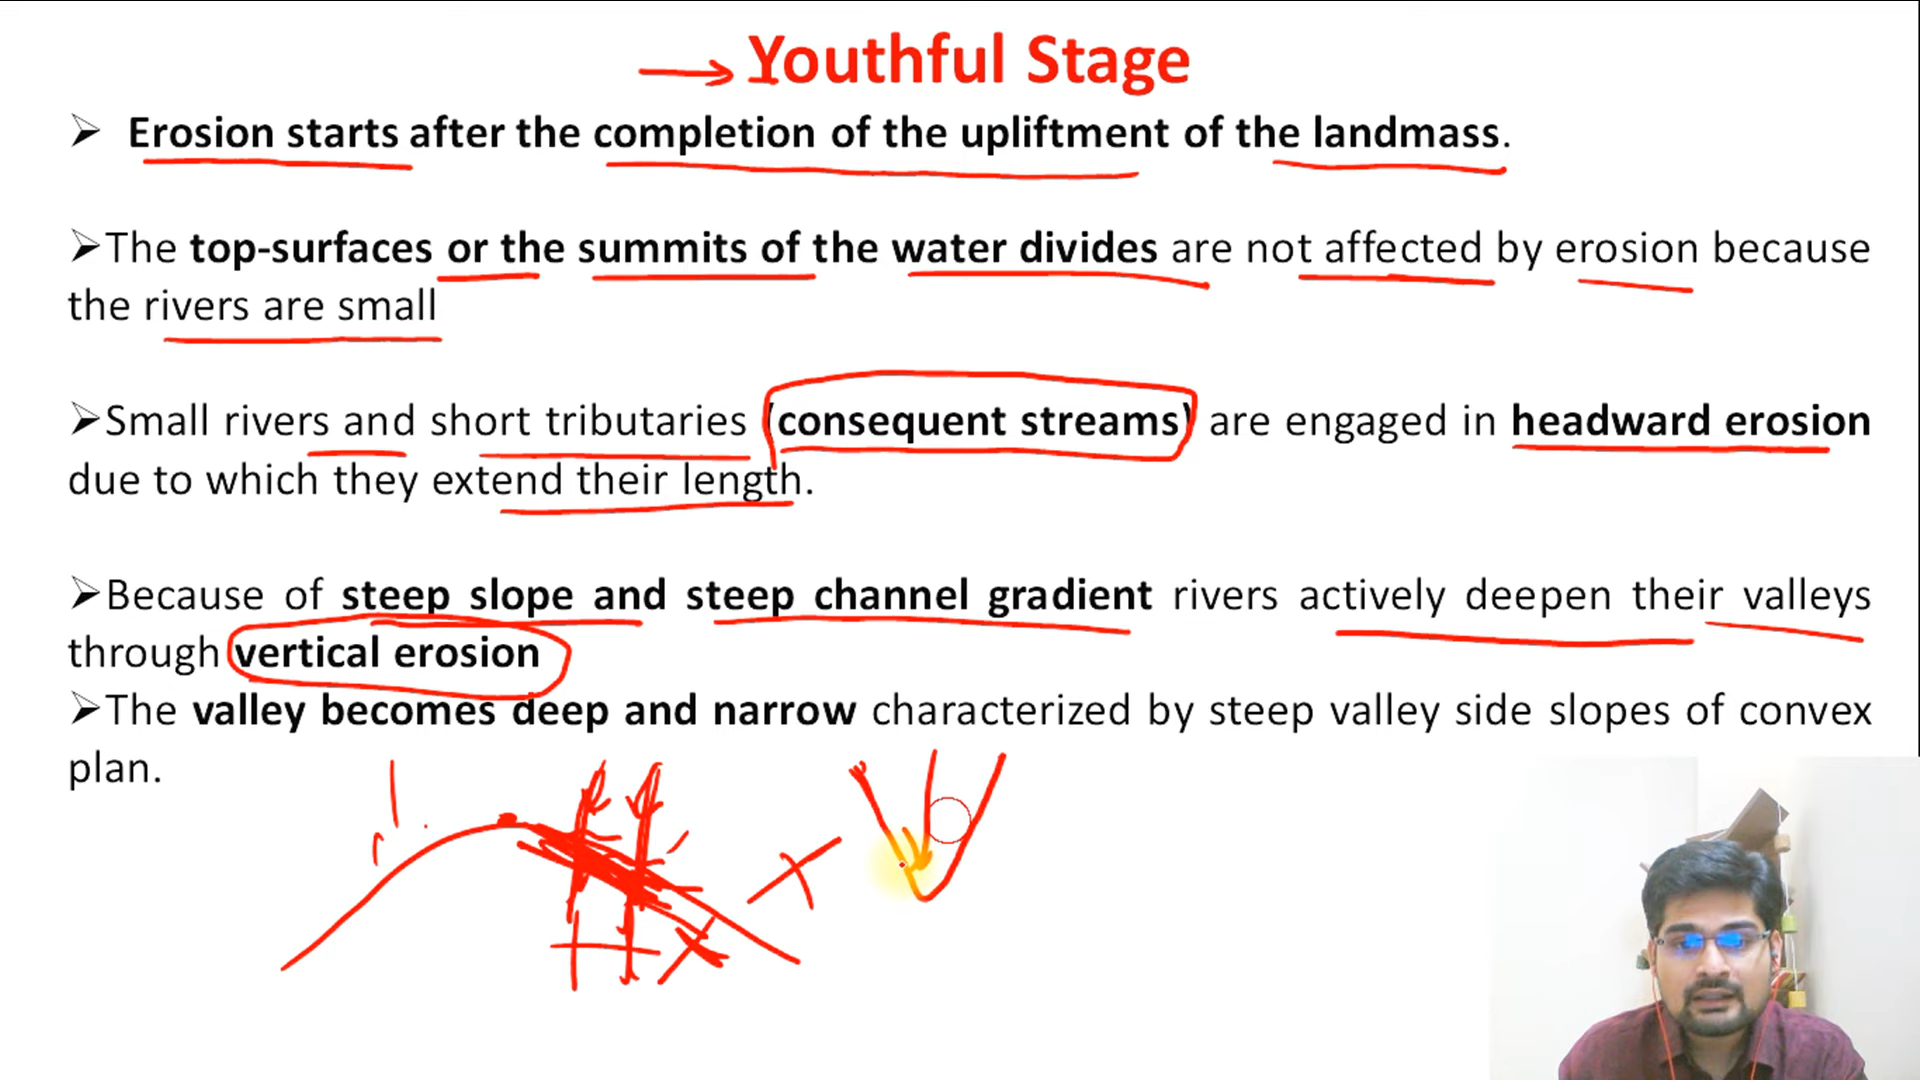 Youthful Stage
➢ Erosion starts after the completion of the upliftment of the landmass.
➢The top-surfaces or the summits of the water divides are not affected by erosion because
the rivers are small
➢Small rivers and short tributaries (consequent streams) are engaged in headward erosion
due to which they extend their length.
➢Because of steep slope and steep channel gradient rivers actively deepen their valleys
through vertical erosion
➢The valley becomes deep and narrow characterized by steep valley side slopes of convex
plan.